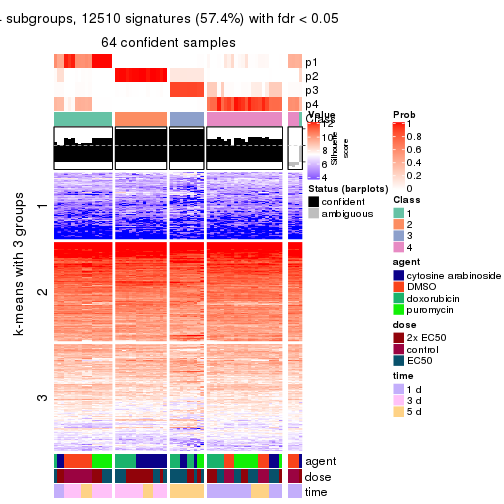 subgroups, 12510 signatures (57.4%) with fdr < 0.05
64 confident samples
p1
p2
p3
p4
Class
Silhouette score
k-means with 3 groups
1
2
3
agent
dose
time
Value
12
10
8
6
4
Status (barplots)
confident
ambiguous
Prob
1
0.8
0.6
0.4
0.2
0
Class
1
2
3
4
agent
cytosine arabinoside
DMSO
doxorubicin
puromycin
dose
2x EC50
control
EC50
time
1 d
3 d
5 d